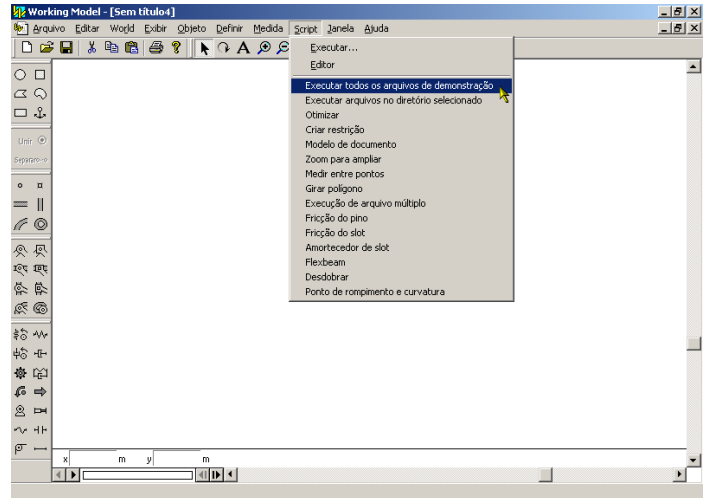 Working Model - [Sem título4]
Arquivo Editar World Exibir Objeto Definir Medida Script Janela Ajuda
Executar...
Editor
Executar todos os arquivos de demonstração
Executar arquivos no diretório selecionado
Otimizar
Criar restrição
Modelo de documento
Zoom para ampliar
Medir entre pontos
Girar polígono
Execução de arquivo múltiplo
Fricção do pino
Fricção do slot
Amortecedor de slot
Flexbeam
Desdobrar
Ponto de rompimento e curvatura
Unir
Separaro-o
x m y m